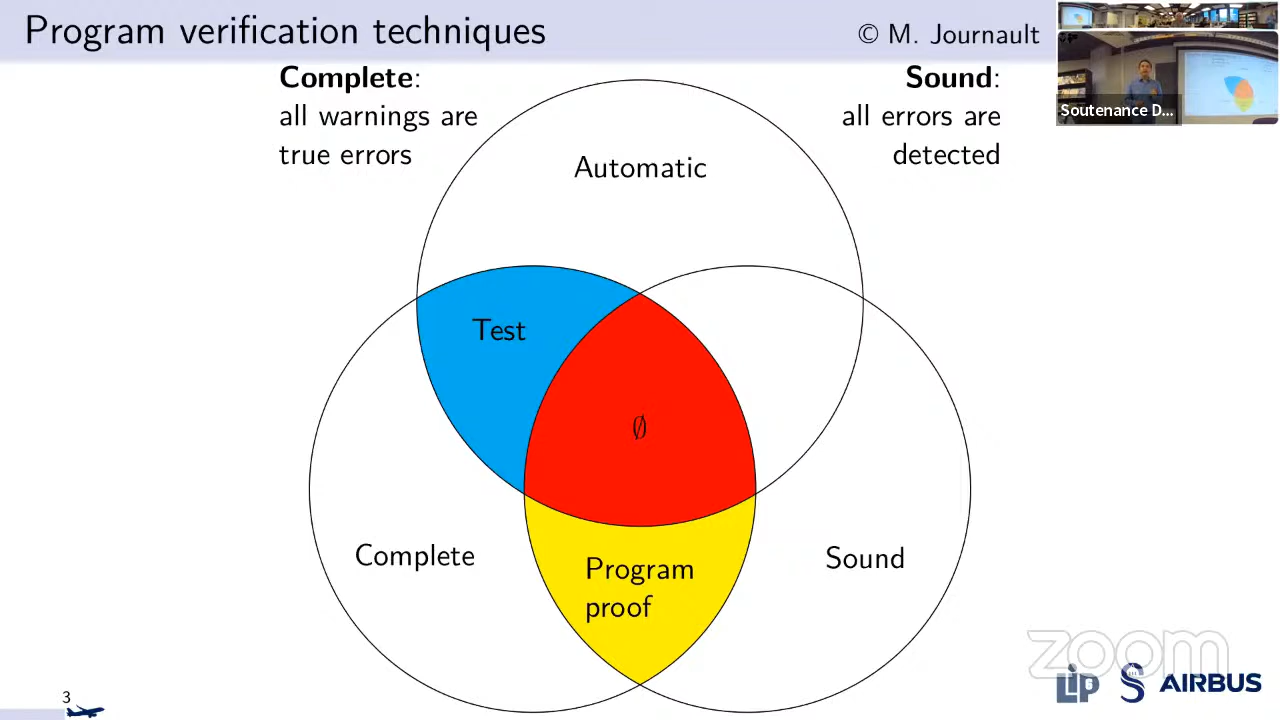 Program verification techniques
© M. Journault
Complete:
all warnings are
true errors
Sound:
all errors are
detected
Soutenance D...
Automatic
Test
∅
Complete
Program
proof
Sound
zoom
LIP6
S
AIRBUS
3